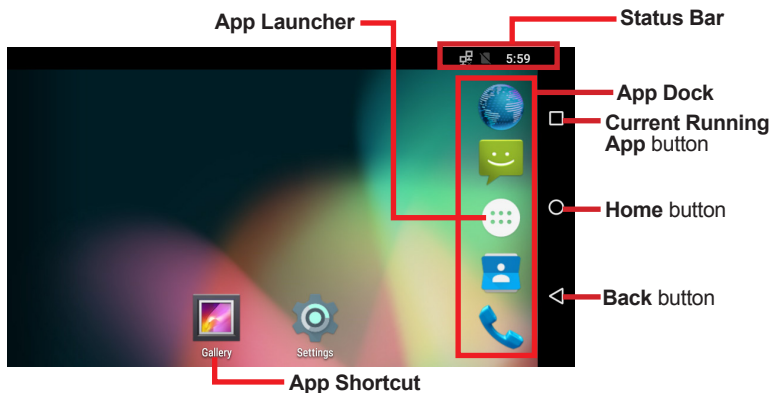 App Launcher
Status Bar
5:59
App Dock
Current Running
App button
Home button
Back button
Gallery
Settings
App Shortcut